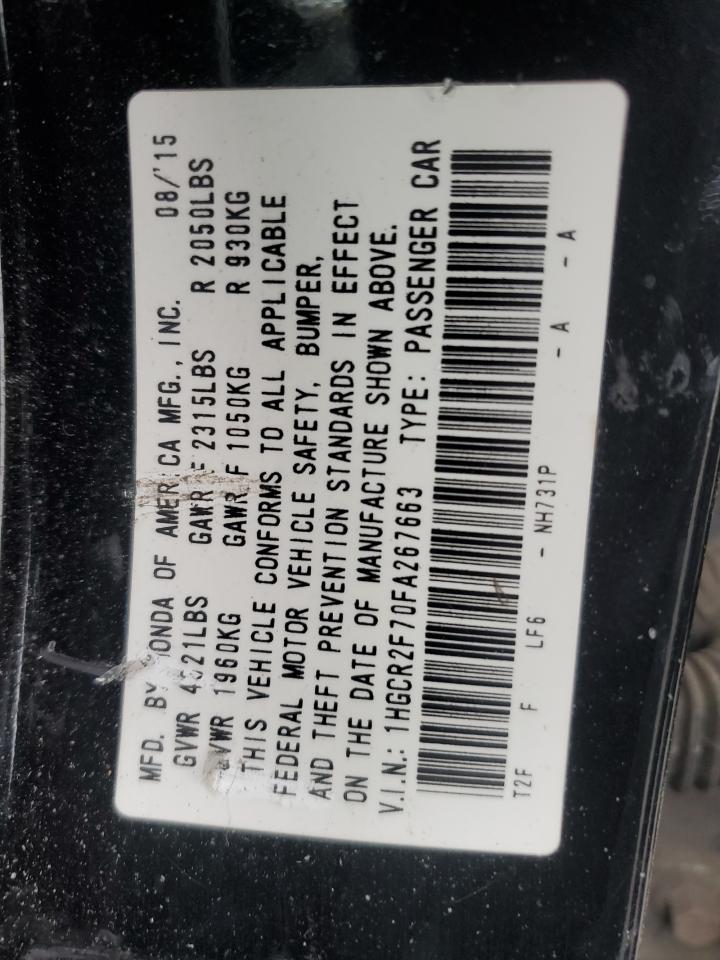 MFD. BY HONDA OF AMERICA MFG., INC. 08/'15
GVWR 4321LBS GAWR F 2315LBS R 2050LBS
GVWR 1960KG GAWR F 1050KG R 930KG
THIS VEHICLE CONFORMS TO ALL APPLICABLE
FEDERAL MOTOR VEHICLE SAFETY, BUMPER,
AND THEFT PREVENTION STANDARDS IN EFFECT
ON THE DATE OF MANUFACTURE SHOWN ABOVE.
V.I.N.: 1HGCR2F70FA267663 TYPE: PASSENGER CAR
T2F F LF6 - NH731P - A - A